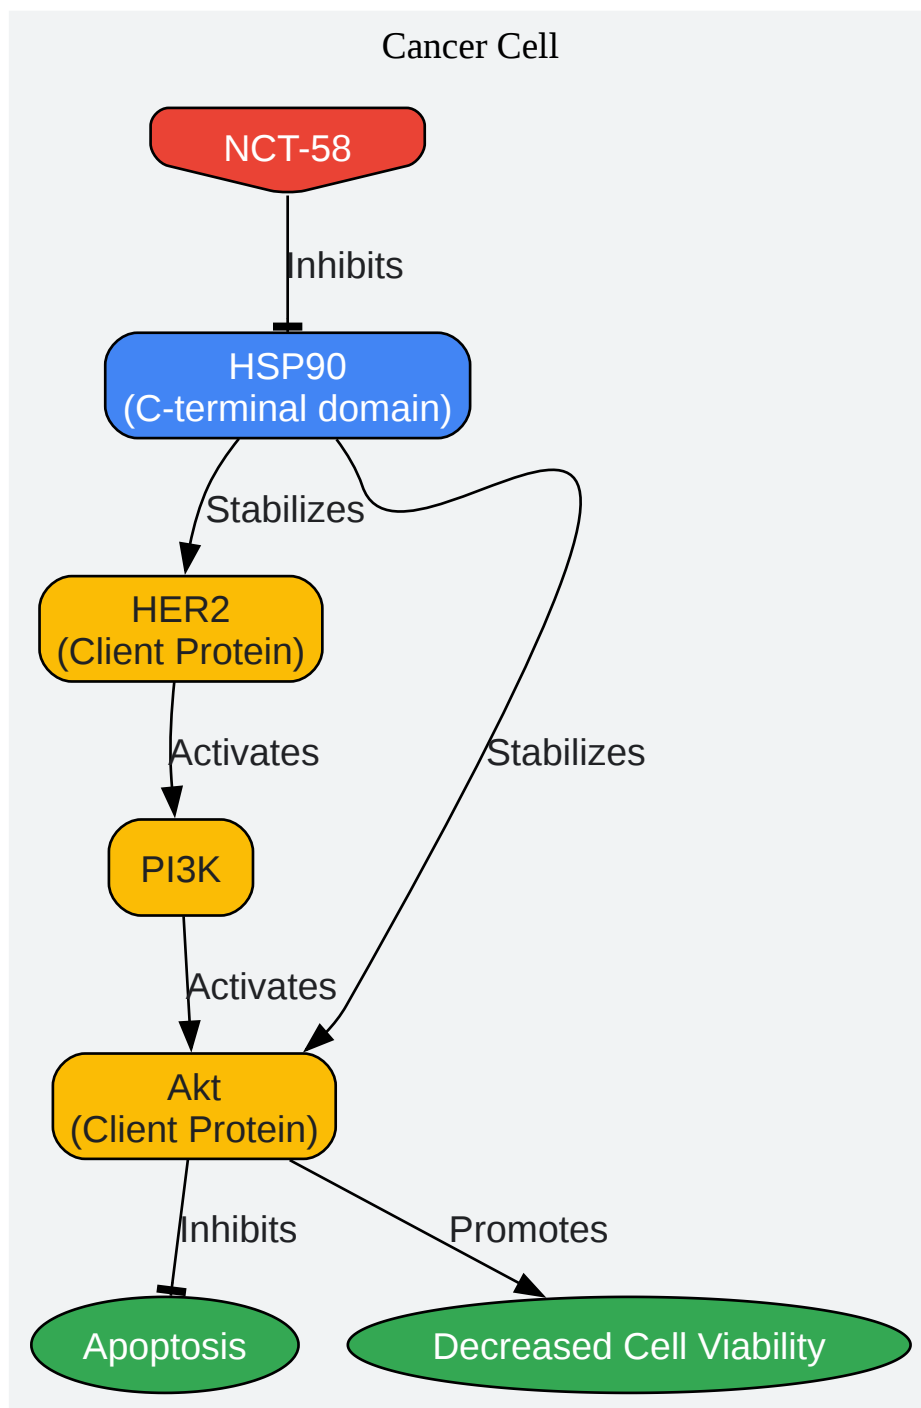 Cancer Cell
NCT-58
Inhibits
HSP90
(C-terminal domain)
Stabilizes
HER2
(Client Protein)
Activates
Stabilizes
PI3K
Activates
Akt
(Client Protein)
Inhibits
Promotes
Apoptosis
Decreased Cell Viability